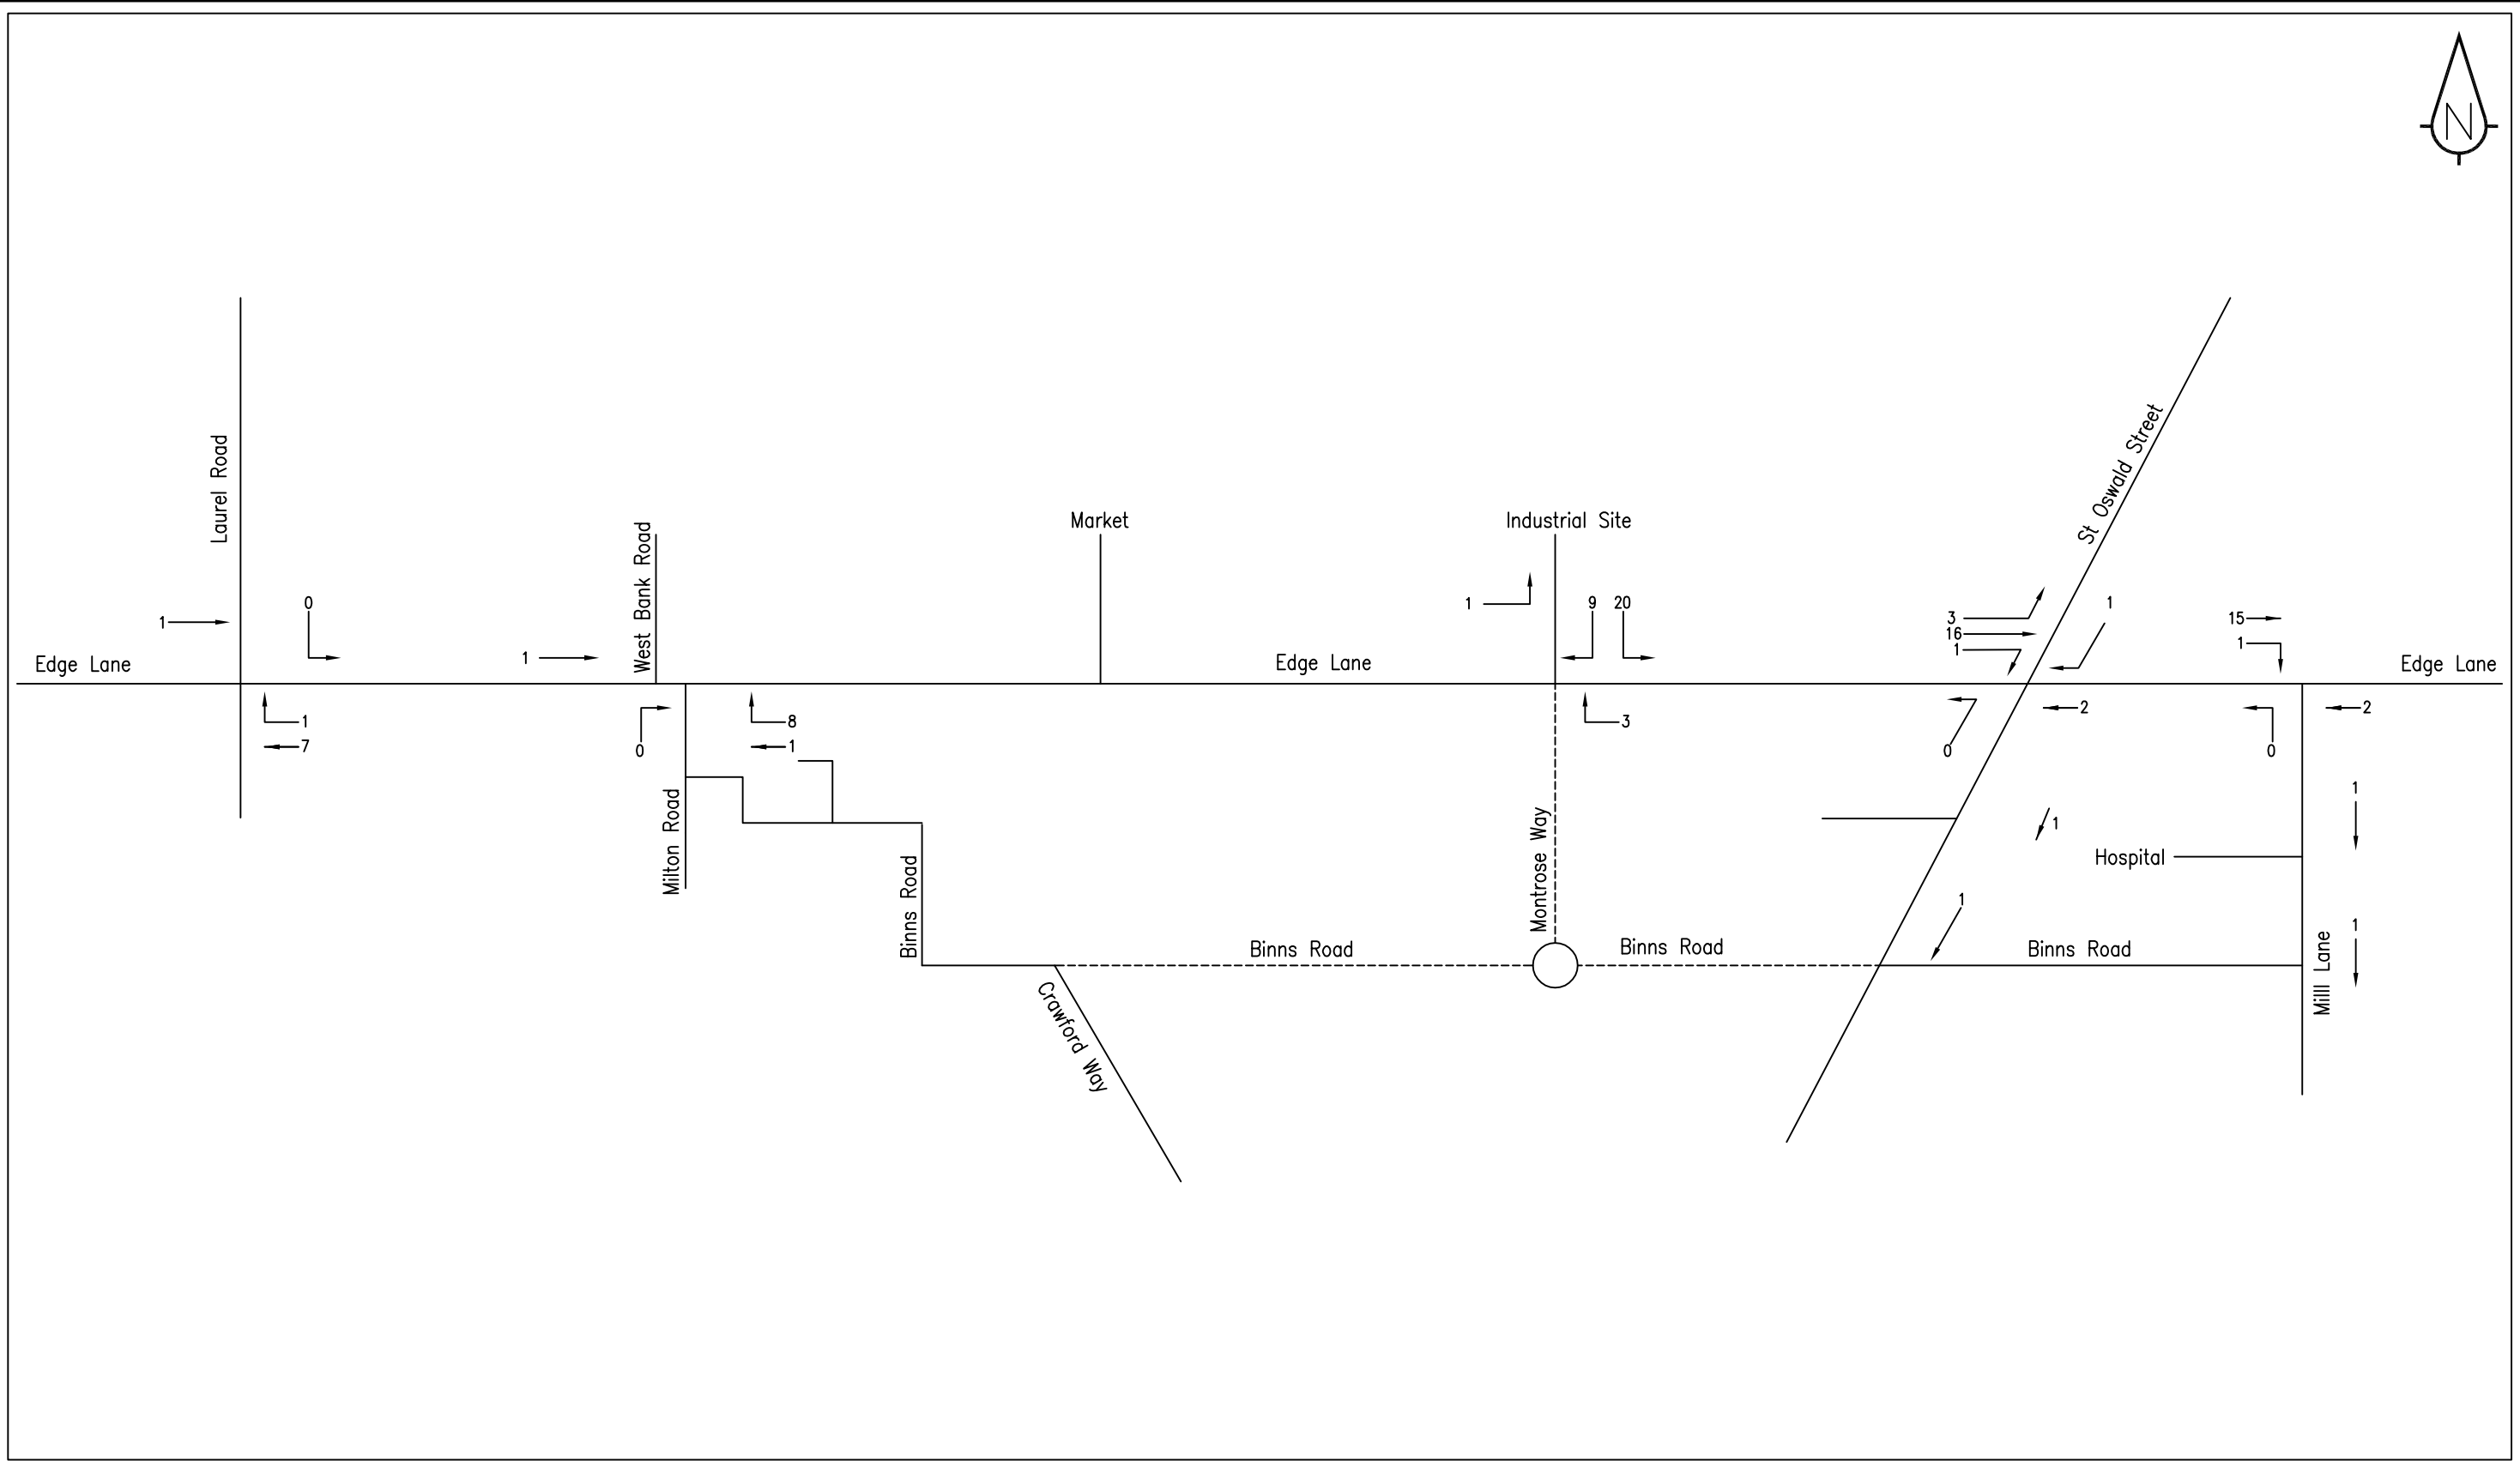 N
Laurel Road
St Oswald Street
Market
Industrial Site
West Bank Road
0
1
9
20
1
3
16
1
15
1
1
1
Edge Lane
Edge Lane
Edge Lane
1
7
0
8
1
3
0
2
0
2
Milton Road
Binns Road
Montrose Way
1
1
Hospital
1
1
Binns Road
Binns Road
Binns Road
Milll Lane
Crawford Way